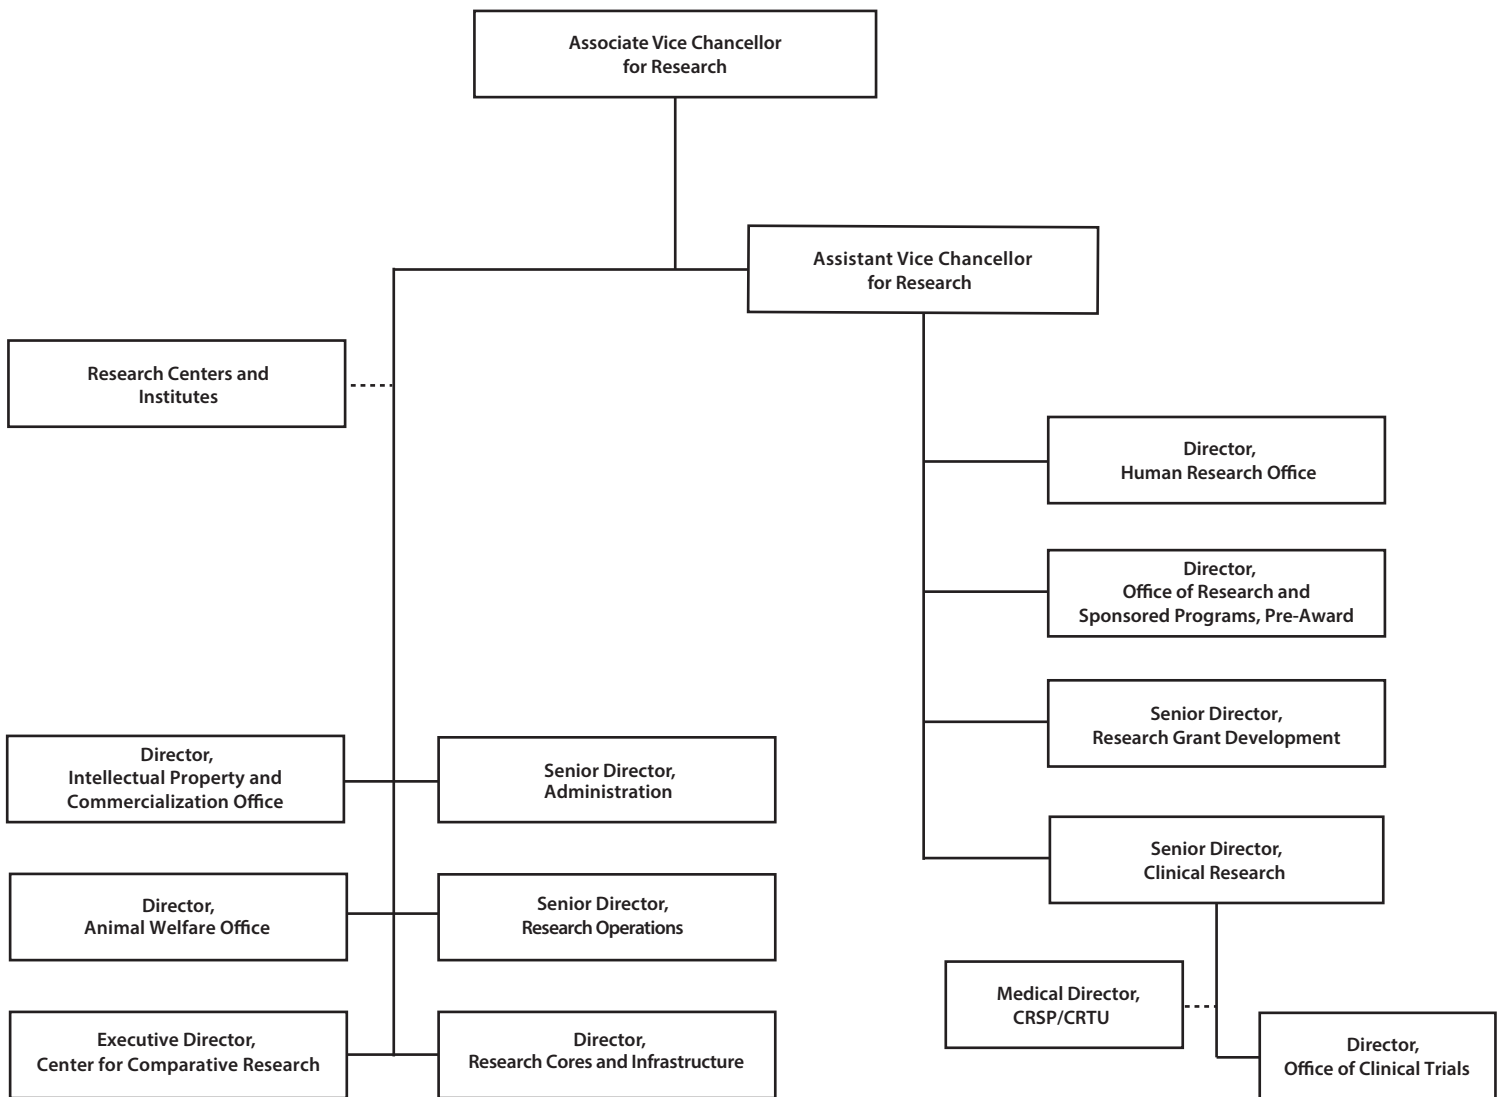 Associate Vice Chancellor
for Research
Assistant Vice Chancellor
for Research
Research Centers and
Institutes
Director,
Human Research Office
Director,
Office of Research and
Sponsored Programs, Pre-Award
Senior Director,
Research Grant Development
Director,
Intellectual Property and
Commercialization Office
Senior Director,
Administration
Senior Director,
Clinical Research
Director,
Animal Welfare Office
Senior Director,
Research Operations
Medical Director,
CRSP/CRTU
Executive Director,
Center for Comparative Research
Director,
Research Cores and Infrastructure
Director,
Office of Clinical Trials